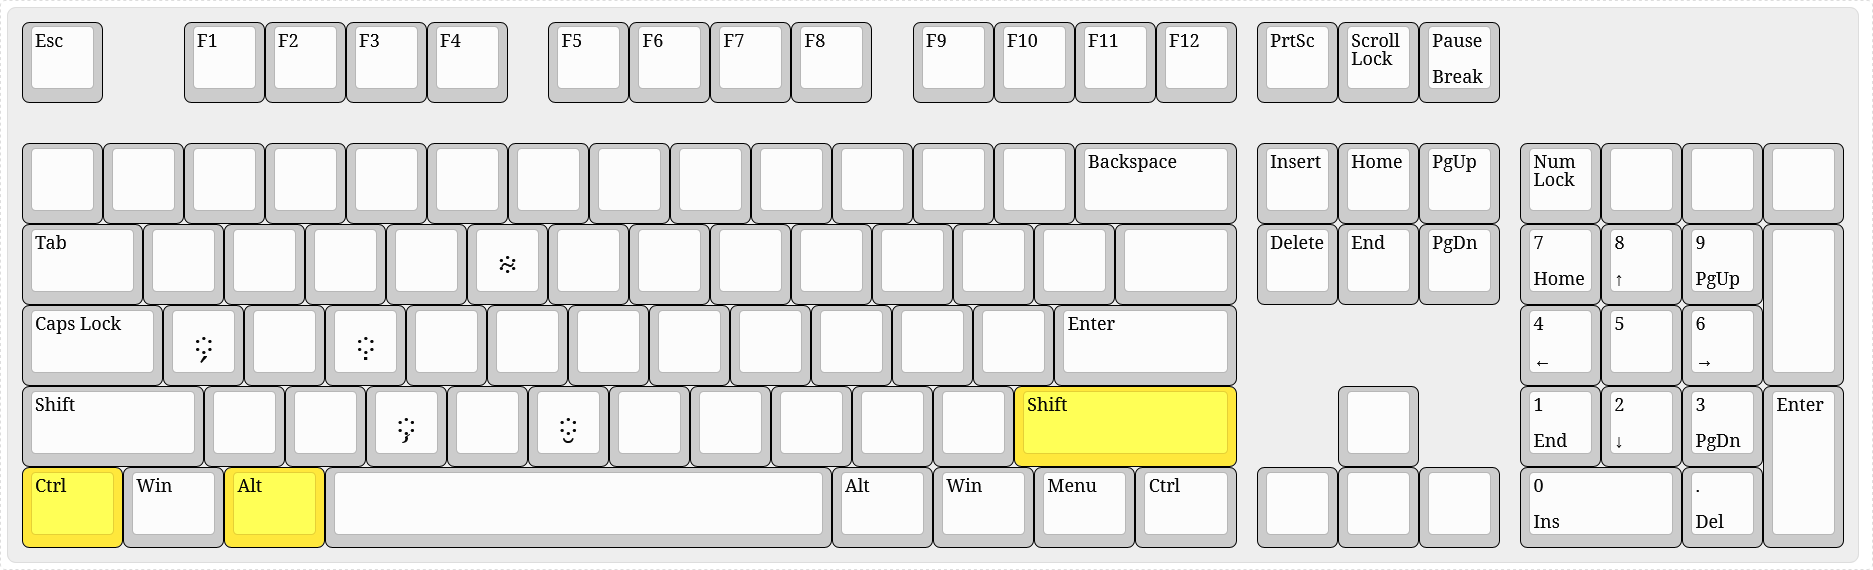 Esc F1 F2 F3 F4 F5 F6 F7 F8 F9 F10 F11 F12 PrtSc Scroll Lock Pause Break
Backspace Insert Home PgUp Num Lock
Tab ◌̴ Delete End PgDn 7 Home 8 ↑ 9 PgUp
Caps Lock ◌̗ ◌̣ Enter 4 ← 5 6 →
Shift ◌̦ ◌̮ Shift 1 End 2 ↓ 3 PgDn Enter
Ctrl Win Alt Alt Win Menu Ctrl 0 Ins . Del